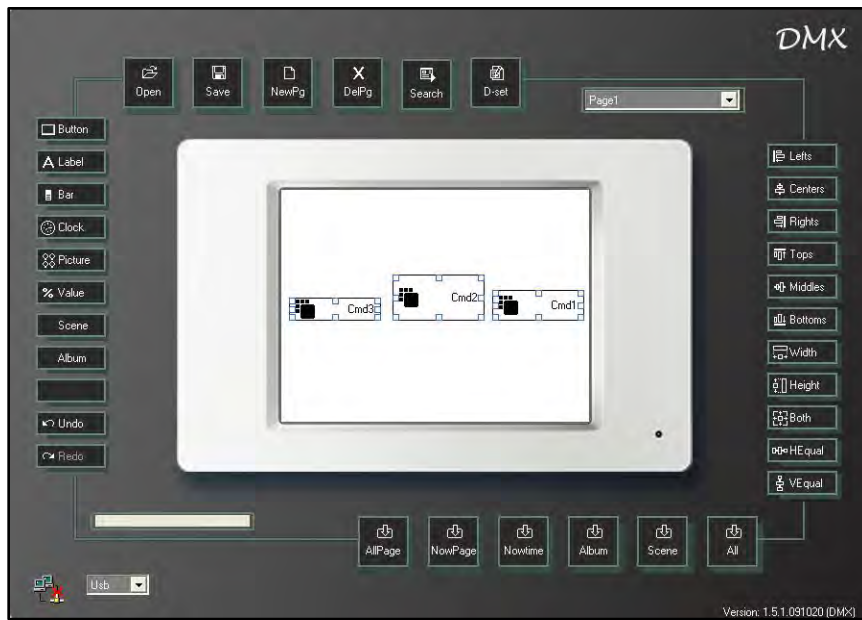 DMX
Open
Save
NewPg
DelPg
Search
D-set
Page1
Button
Label
Bar
Clock
Picture
Value
Scene
Album
Undo
Redo
Cmd3
Cmd2
Cmd1
Lefts
Centers
Rights
Tops
Middles
Bottoms
Width
Height
Both
HEqual
VEqual
AllPage
NowPage
Nowtime
Album
Scene
All
Usb
Version: 1.5.1.091020 (DMX)